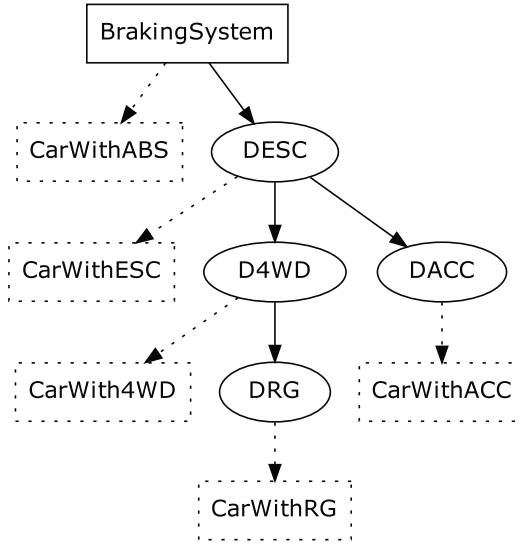 BrakingSystem
CarWithABS
DESC
CarWithESC
D4WD
DACC
CarWith4WD
DRG
CarWithACC
CarWithRG